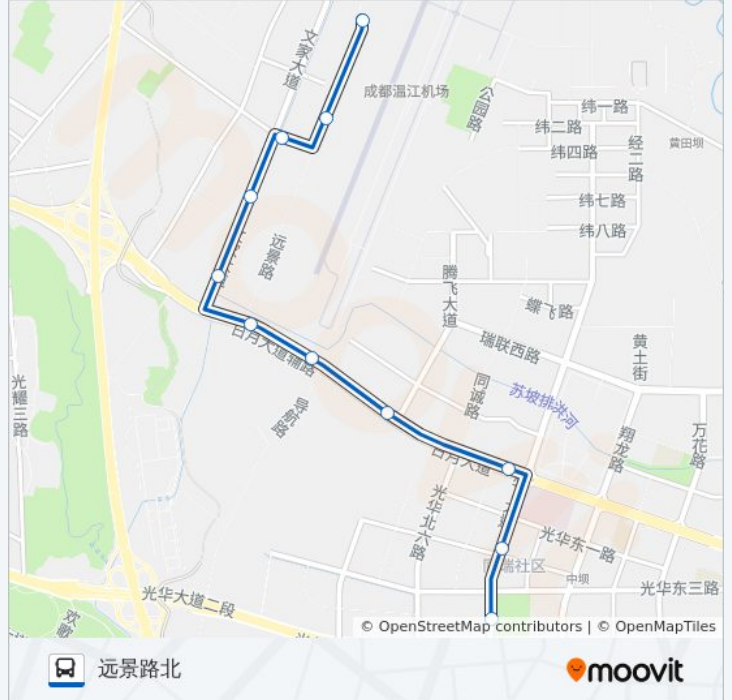 文家大道
成都温江机场
公园路
纬一路
纬二路
经二路
黄田坝
纬四路
纬七路
纬八路
远景路
腾飞大道
蝶飞路
日月大道辅路
瑞联西路
黄土街
光耀三路
同诚路
苏坡排洪河
导航路
翔龙路
万花路
日月大道
光华北六路
光华东一路
中坝
光华东三路
光华大道二段
欢歌
© OpenStreetMap contributors | © OpenMapTiles
远景路北
moovit